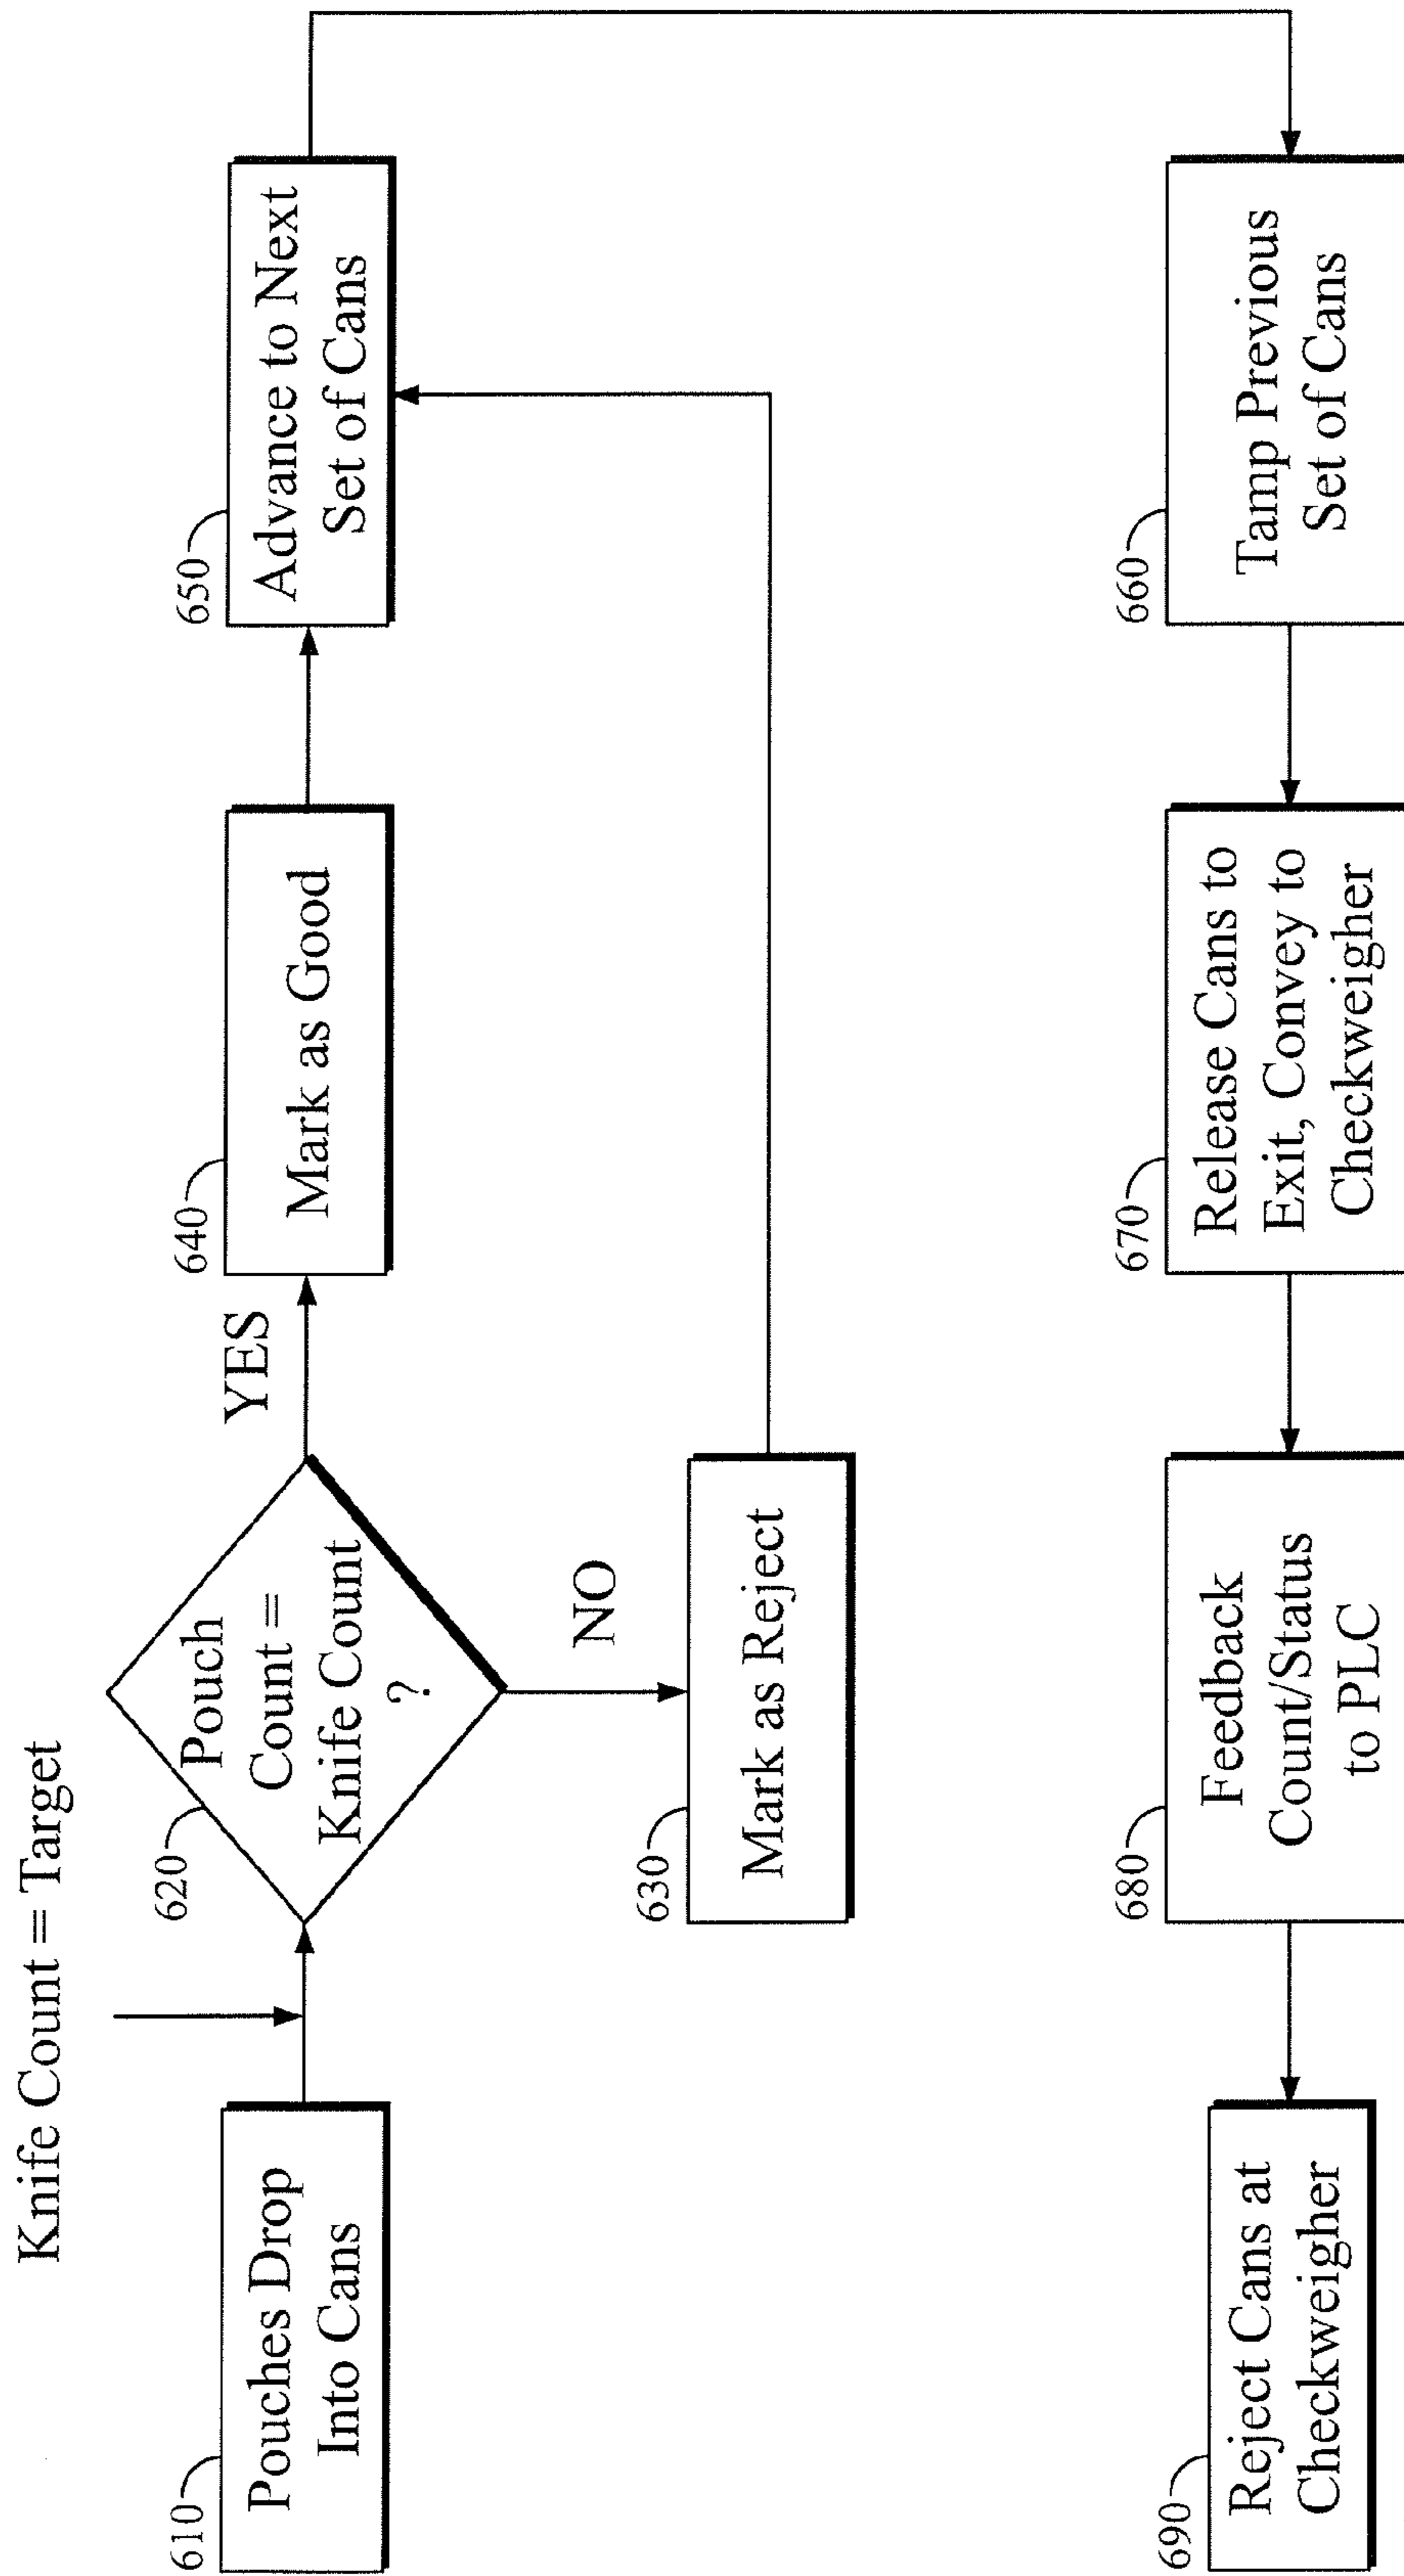 Knife Count = Target
610
Pouches Drop
Into Cans
620
Pouch
Count =
Knife Count
?
YES
NO
630
Mark as Reject
640
Mark as Good
650
Advance to Next
Set of Cans
660
Tamp Previous
Set of Cans
670
Release Cans to
Exit, Convey to
Checkweigher
680
Feedback
Count/Status
to PLC
690
Reject Cans at
Checkweigher